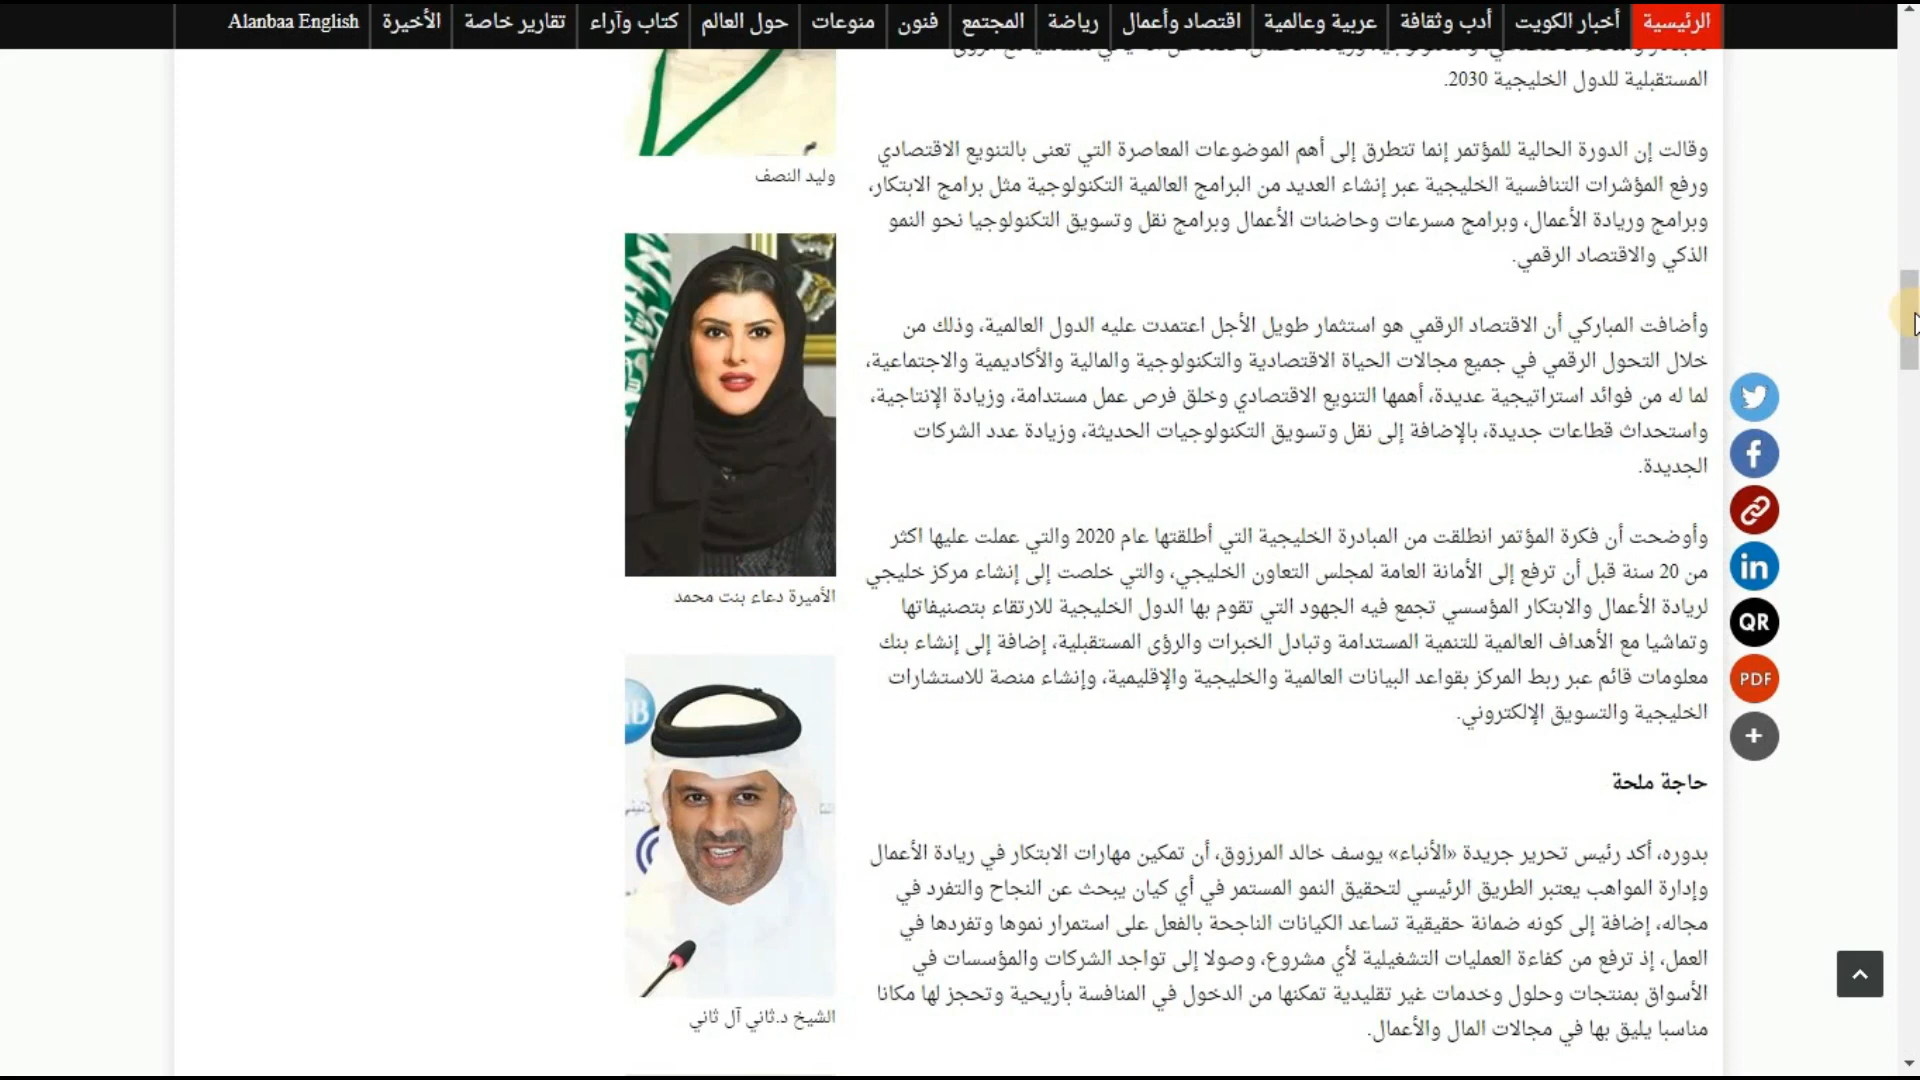 الرئيسية
أخبار الكويت
أدب وثقافة
عربية وعالمية
اقتصاد وأعمال
رياضة
المجتمع
فنون
منوعات
حول العالم
كتاب وآراء
تقارير خاصة
الأخيرة
Alanbaa English
المستقبلية للدول الخليجية 2030.
وقالت إن الدورة الحالية للمؤتمر إنما تتطرق إلى أهم الموضوعات المعاصرة التي تعنى بالتنويع الاقتصادي
ورفع المؤشرات التنافسية الخليجية عبر إنشاء العديد من البرامج العالمية التكنولوجية مثل برامج الابتكار،
وبرامج وريادة الأعمال، وبرامج مسرعات وحاضنات الأعمال وبرامج نقل وتسويق التكنولوجيا نحو النمو
الذكي والاقتصاد الرقمي.
وأضافت المباركي أن الاقتصاد الرقمي هو استثمار طويل الأجل اعتمدت عليه الدول العالمية، وذلك من
خلال التحول الرقمي في جميع مجالات الحياة الاقتصادية والتكنولوجية والمالية والأكاديمية والاجتماعية،
لما له من فوائد استراتيجية عديدة، أهمها التنويع الاقتصادي وخلق فرص عمل مستدامة، وزيادة الإنتاجية،
واستحداث قطاعات جديدة، بالإضافة إلى نقل وتسويق التكنولوجيات الحديثة، وزيادة عدد الشركات
الجديدة.
وأوضحت أن فكرة المؤتمر انطلقت من المبادرة الخليجية التي أطلقتها عام 2020 والتي عملت عليها اكثر
من 20 سنة قبل أن ترفع إلى الأمانة العامة لمجلس التعاون الخليجي، والتي خلصت إلى إنشاء مركز خليجي
لريادة الأعمال والابتكار المؤسسي تجمع فيه الجهود التي تقوم بها الدول الخليجية للارتقاء بتصنيفاتها
وتماشيا مع الأهداف العالمية للتنمية المستدامة وتبادل الخبرات والرؤى المستقبلية، إضافة إلى إنشاء بنك
معلومات قائم عبر ربط المركز بقواعد البيانات العالمية والخليجية والإقليمية، وإنشاء منصة للاستشارات
الخليجية والتسويق الإلكتروني.
حاجة ملحة
بدوره، أكد رئيس تحرير جريدة «الأنباء» يوسف خالد المرزوق، أن تمكين مهارات الابتكار في ريادة الأعمال
وإدارة المواهب يعتبر الطريق الرئيسي لتحقيق النمو المستمر في أي كيان يبحث عن النجاح والتفرد في
مجاله، إضافة إلى كونه ضمانة حقيقية تساعد الكيانات الناجحة بالفعل على استمرار نموها وتفردها في
العمل، إذ ترفع من كفاءة العمليات التشغيلية لأي مشروع، وصولا إلى تواجد الشركات والمؤسسات في
الأسواق بمنتجات وحلول وخدمات غير تقليدية تمكنها من الدخول في المنافسة بأريحية وتحجز لها مكانا
مناسبا يليق بها في مجالات المال والأعمال.
وليد النصف
الأميرة دعاء بنت محمد
الشيخ د.ثاني آل ثاني
QR
PDF